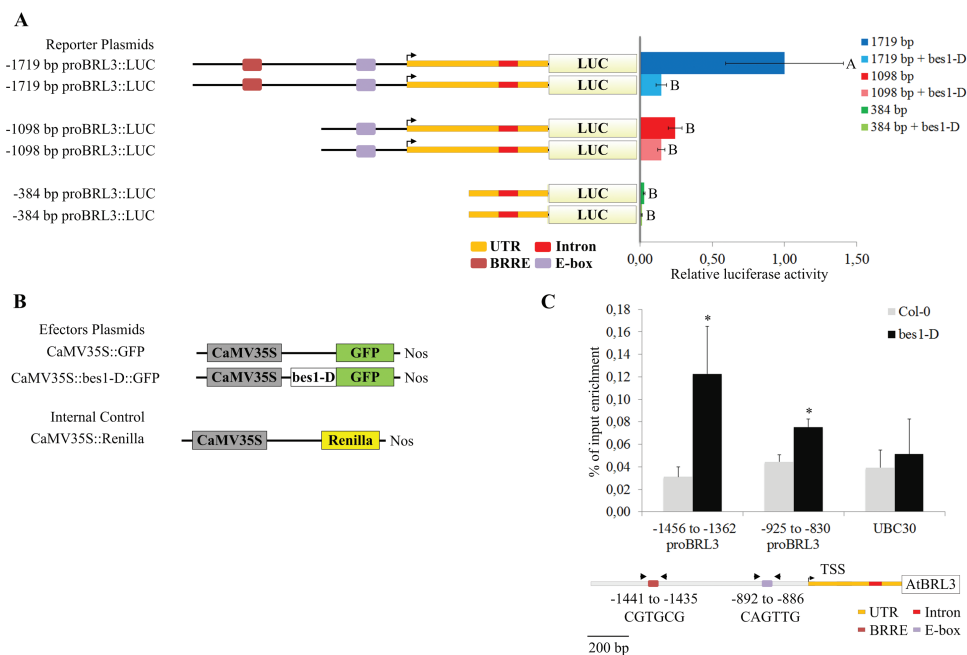 A
Reporter Plasmids
-1719 bp proBRL3::LUC
LUC
-1719 bp proBRL3::LUC
LUC
-1098 bp proBRL3::LUC
LUC
-1098 bp proBRL3::LUC
LUC
-384 bp proBRL3::LUC
LUC
-384 bp proBRL3::LUC
LUC
A
B
B
B
B
B
1719 bp
1719 bp + bes1-D
1098 bp
1098 bp + bes1-D
384 bp
384 bp + bes1-D
UTR
Intron
BRRE
E-box
0,00 0,50 1,00 1,50
Relative luciferase activity
B
Efectors Plasmids
CaMV35S::GFP
CaMV35S GFP Nos
CaMV35S::bes1-D::GFP
CaMV35S bes1-D GFP Nos
Internal Control
CaMV35S::Renilla
CaMV35S Renilla Nos
C
% of input enrichment
0,18
0,16
0,14
0,12
0,10
0,08
0,06
0,04
0,02
0,00
*
*
Col-0
bes1-D
-1456 to -1362
proBRL3
-925 to -830
proBRL3
UBC30
TSS
AtBRL3
-1441 to -1435
CGTGCG
-892 to -886
CAGTTG
UTR
Intron
BRRE
E-box
200 bp